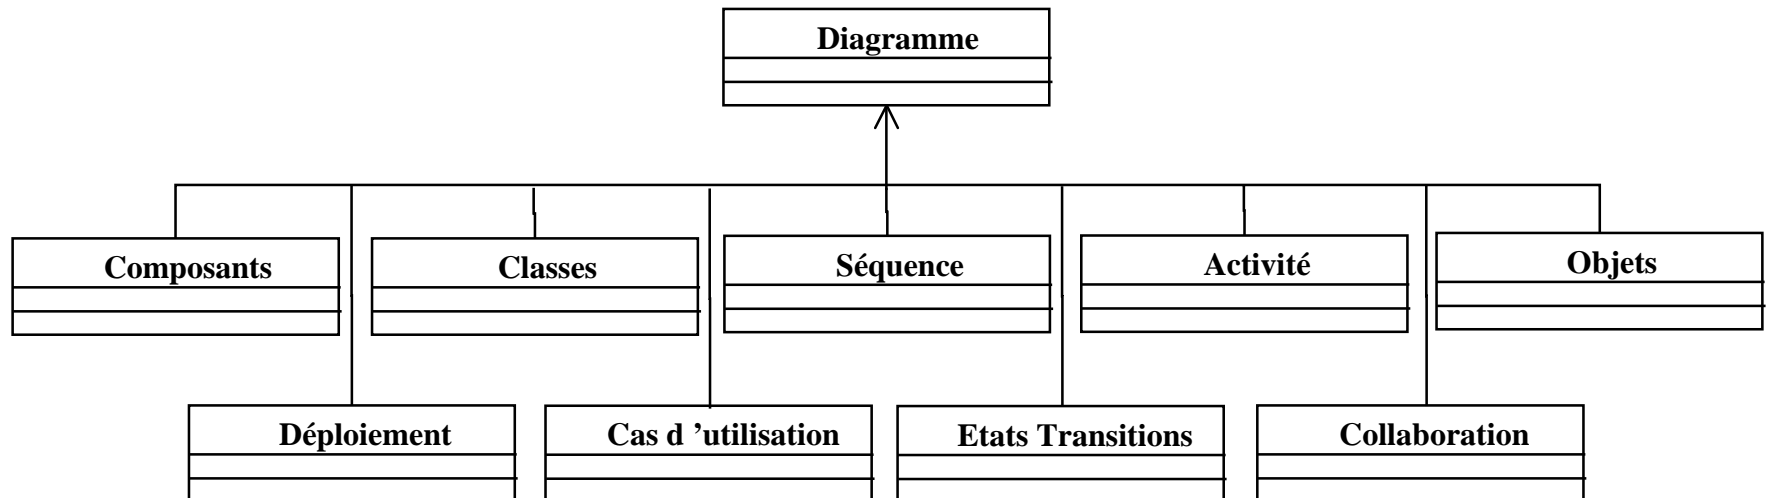 Diagramme
Composants
Classes
Séquence
Activité
Objets
Déploiement
Cas d ’utilisation
Etats Transitions
Collaboration